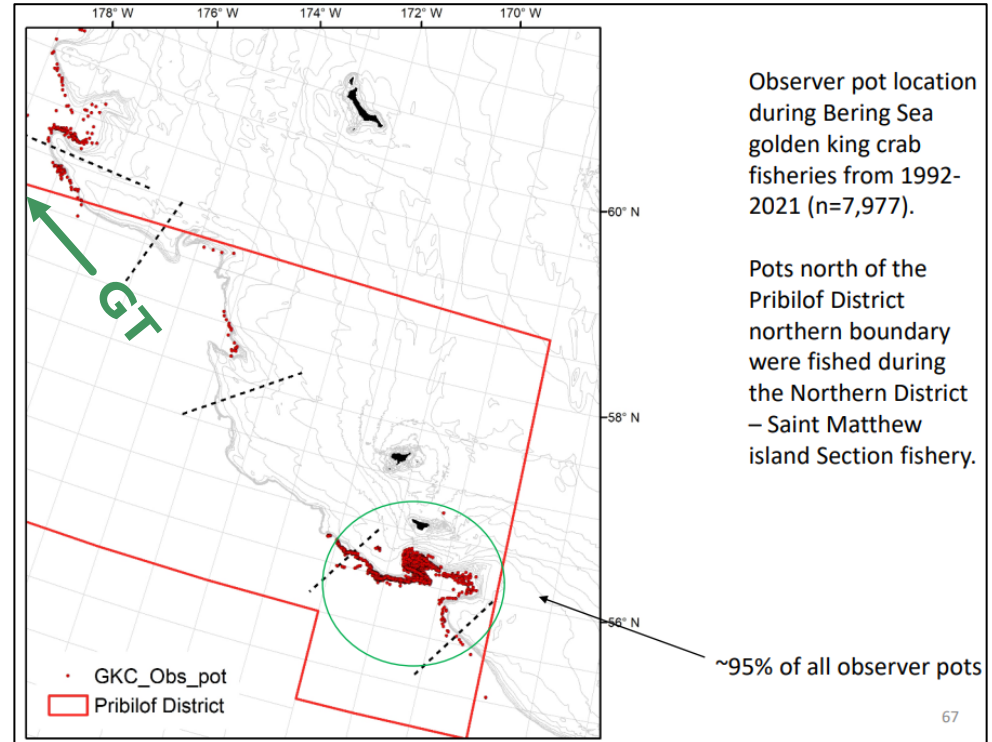 178° W 176° W 174° W 172° W 170° W
Observer pot location
during Bering Sea
golden king crab
fisheries from 1992-
2021 (n=7,977).
60° N
Pots north of the
Pribilof District
northern boundary
were fished during
the Northern District
– Saint Matthew
island Section fishery.
GT
58° N
56° N
~95% of all observer pots
GKC_Obs_pot
Pribilof District
67